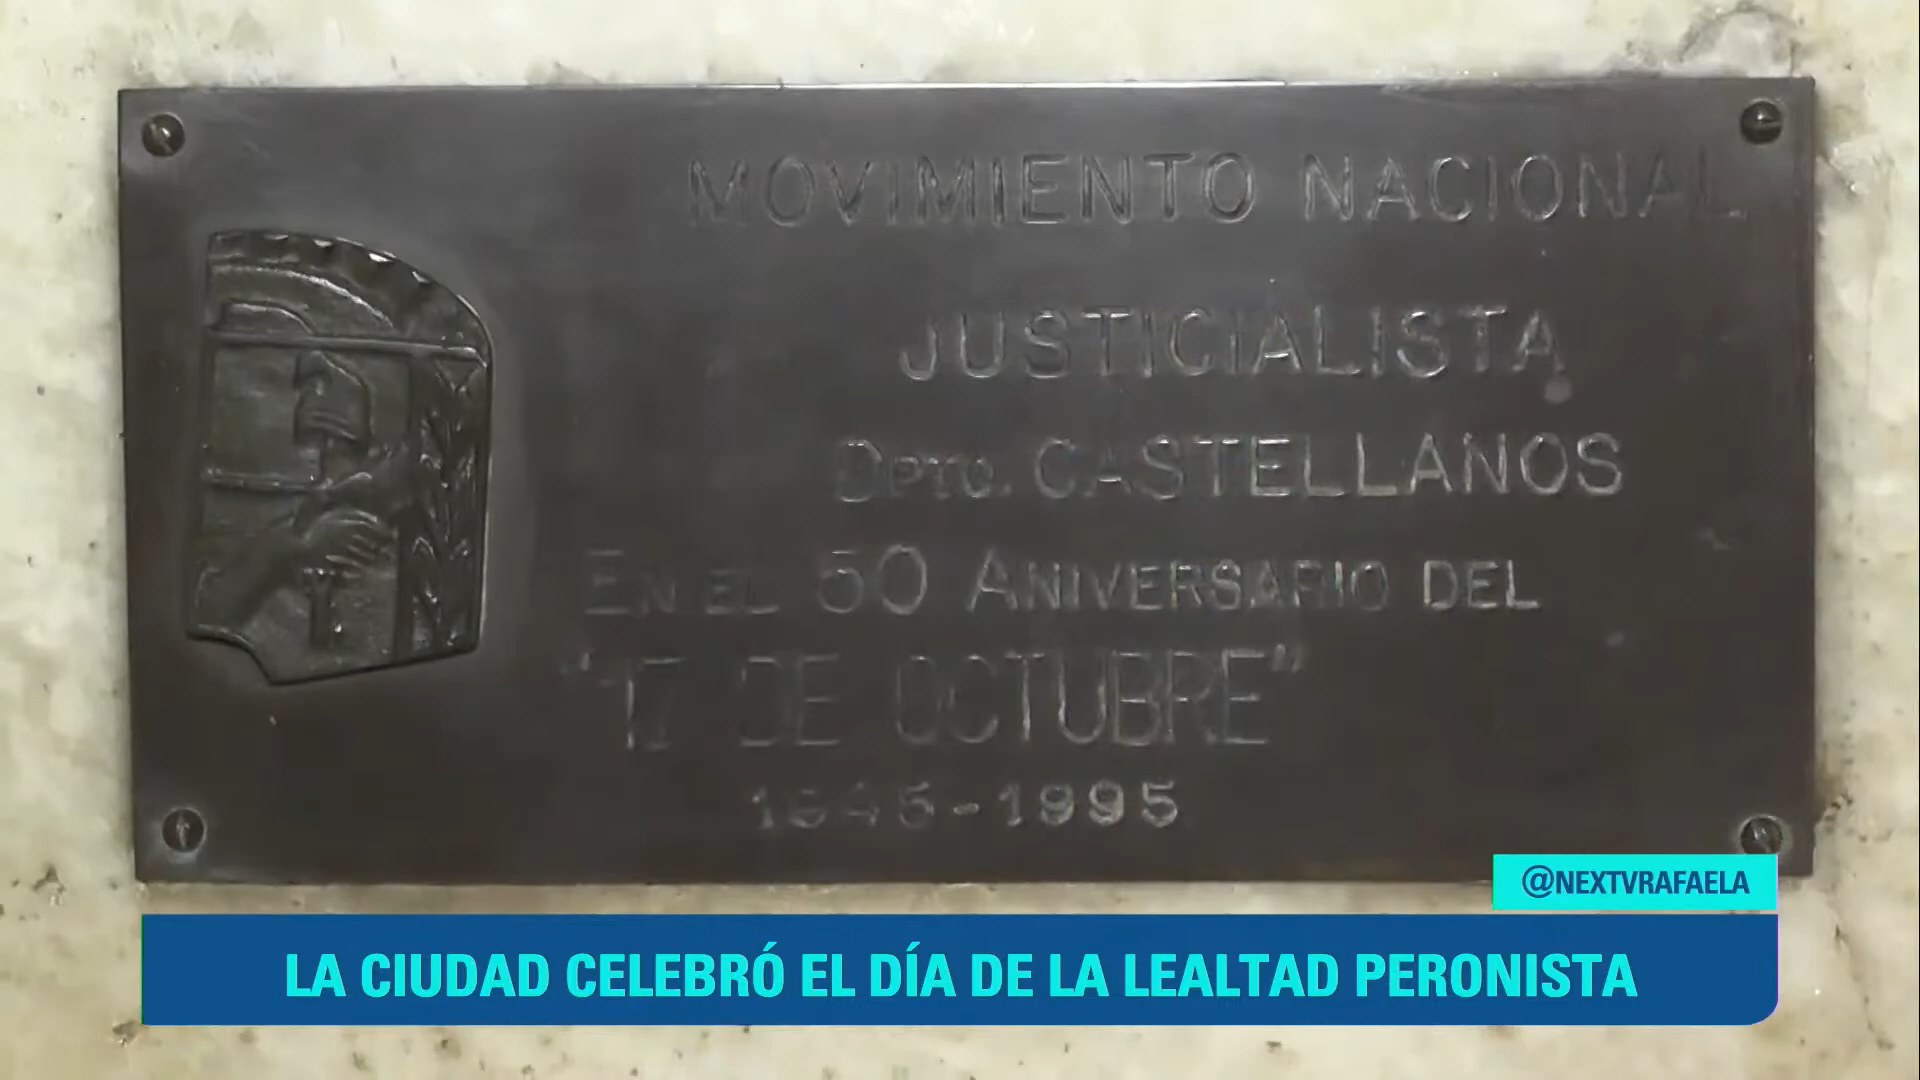 MOVIMIENTO NACIONAL
JUSTICIALISTA
Dpto. CASTELLANOS
EN EL 50 ANIVERSARIO DEL
"17 DE OCTUBRE"
1945-1995
@NEXTVRAFAELA
LA CIUDAD CELEBRÓ EL DÍA DE LA LEALTAD PERONISTA